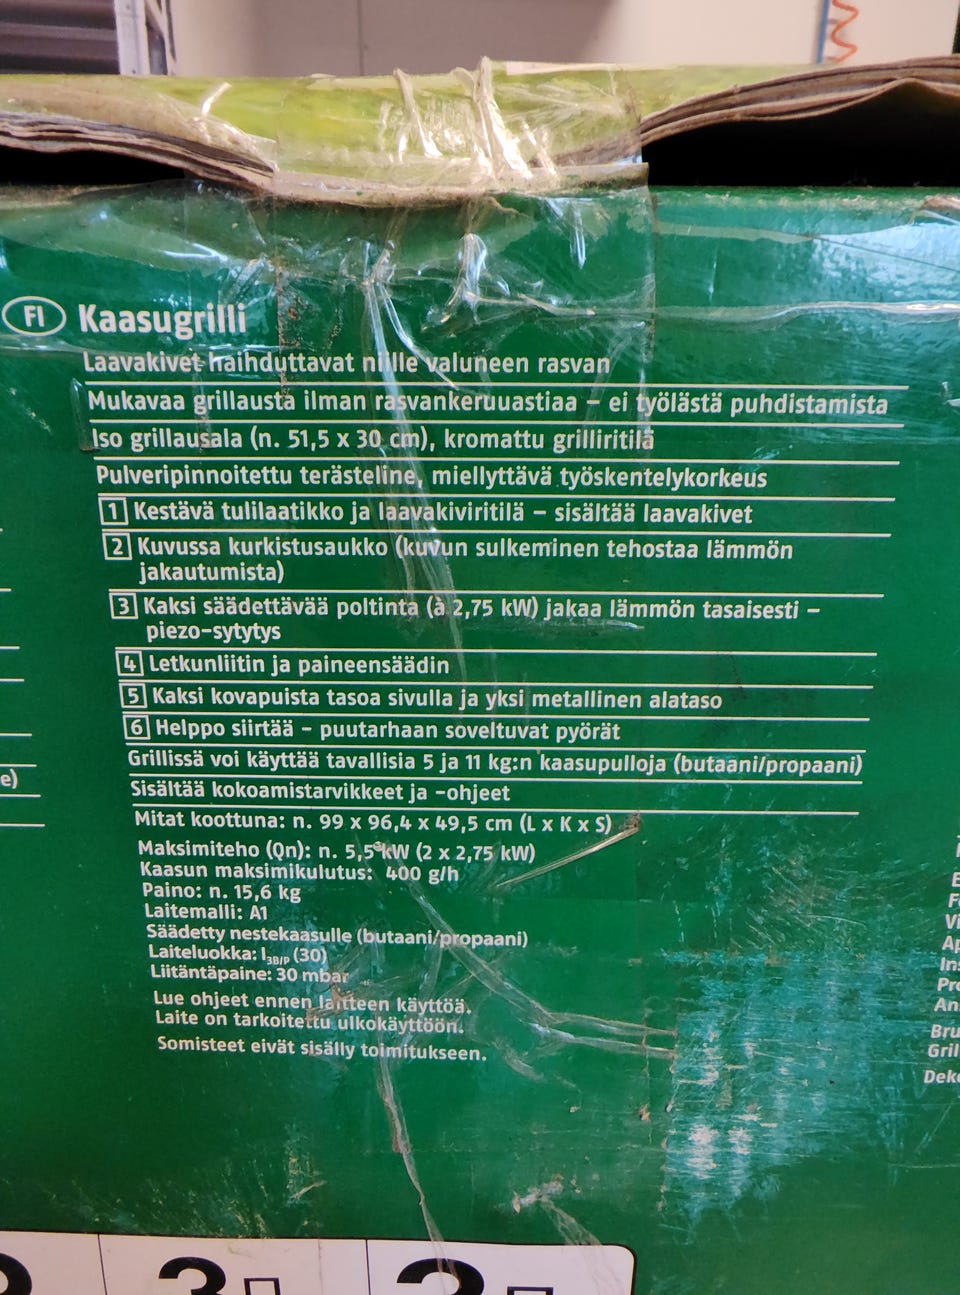 FI Kaasugrilli
Laavakivet haihduttavat niille valuneen rasvan
Mukavaa grillausta ilman rasvankeruuastiaa – ei työlästä puhdistamista
Iso grillausala (n. 51,5 x 30 cm), kromattu grilliritilä
Pulveripinnoitettu terästeline, miellyttävä työskentelykorkeus
1 Kestävä tulilaatikko ja laavakiviritilä – sisältää laavakivet
2 Kuvussa kurkistusaukko (kuvun sulkeminen tehostaa lämmön
jakautumista)
3 Kaksi säädettävää poltinta (à 2,75 kW) jakaa lämmön tasaisesti –
piezo-sytytys
4 Letkunliitin ja paineensäädin
5 Kaksi kovapuista tasoa sivulla ja yksi metallinen alataso
6 Helppo siirtää – puutarhaan soveltuvat pyörät
Grillissä voi käyttää tavallisia 5 ja 11 kg:n kaasupulloja (butaani/propaani)
Sisältää kokoamistarvikkeet ja -ohjeet
Mitat koottuna: n. 99 x 96,4 x 49,5 cm (L x K x S)
Maksimiteho (Qn): n. 5,5 kW (2 x 2,75 kW)
Kaasun maksimikulutus: 400 g/h
Paino: n. 15,6 kg
Laitemalli: A1
Säädetty nestekaasulle (butaani/propaani)
Laiteluokka: I3B/P (30)
Liitäntäpaine: 30 mbar
Lue ohjeet ennen laitteen käyttöä.
Laite on tarkoitettu ulkokäyttöön.
Somisteet eivät sisälly toimitukseen.
e)
Bru
Gril
Deko
3